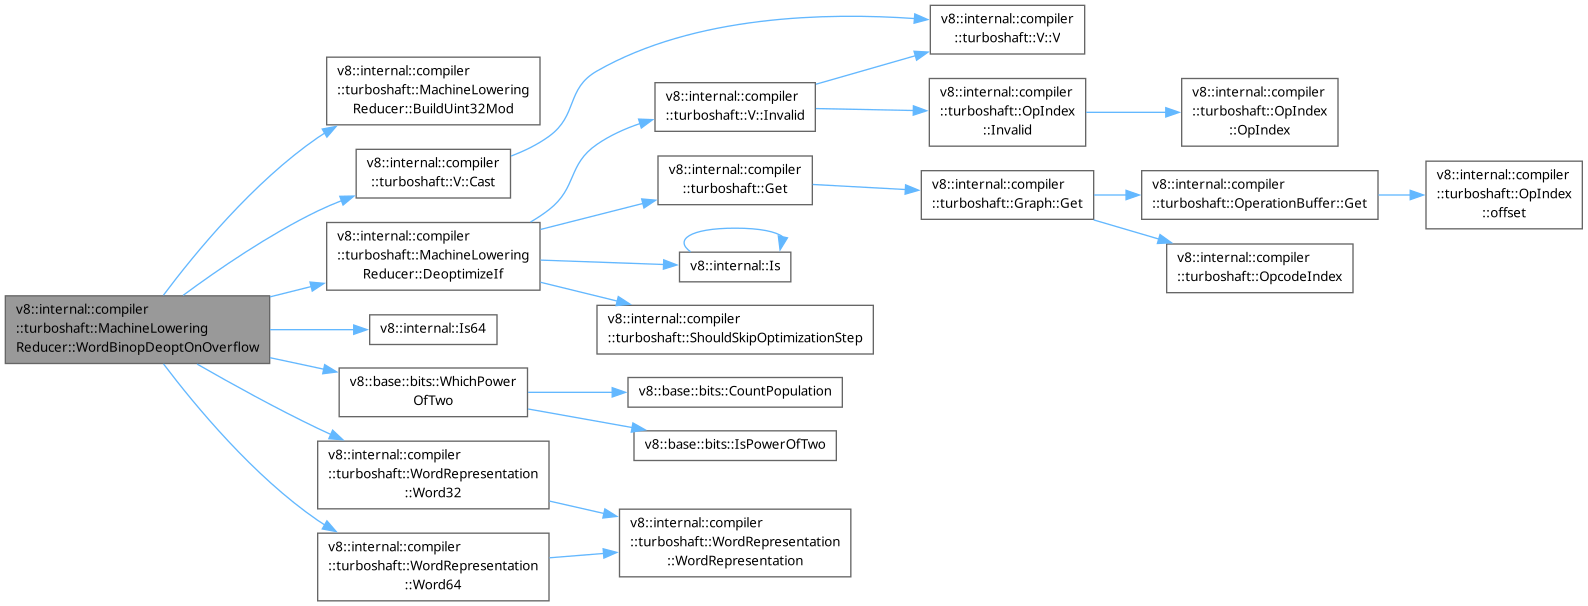 v8::internal::compiler
::turboshaft::MachineLowering
Reducer::WordBinopDeoptOnOverflow
v8::internal::compiler
::turboshaft::MachineLowering
Reducer::BuildUint32Mod
v8::internal::compiler
::turboshaft::V::Cast
v8::internal::compiler
::turboshaft::MachineLowering
Reducer::DeoptimizeIf
v8::internal::Is64
v8::base::bits::WhichPower
OfTwo
v8::internal::compiler
::turboshaft::WordRepresentation
::Word32
v8::internal::compiler
::turboshaft::WordRepresentation
::Word64
v8::internal::compiler
::turboshaft::V::Invalid
v8::internal::compiler
::turboshaft::Get
v8::internal::Is
v8::internal::compiler
::turboshaft::ShouldSkipOptimizationStep
v8::base::bits::CountPopulation
v8::base::bits::IsPowerOfTwo
v8::internal::compiler
::turboshaft::WordRepresentation
::WordRepresentation
v8::internal::compiler
::turboshaft::V::V
v8::internal::compiler
::turboshaft::OpIndex
::Invalid
v8::internal::compiler
::turboshaft::Graph::Get
v8::internal::compiler
::turboshaft::OpIndex
::OpIndex
v8::internal::compiler
::turboshaft::OperationBuffer::Get
v8::internal::compiler
::turboshaft::OpcodeIndex
v8::internal::compiler
::turboshaft::OpIndex
::offset